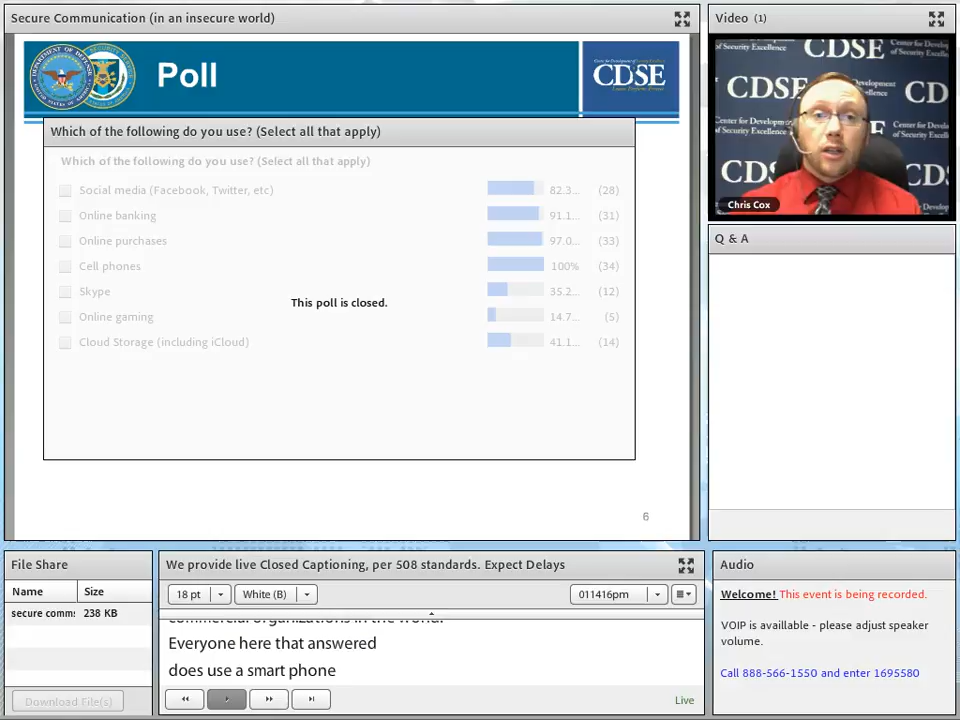 Secure Communication (in an insecure world)
Poll
CDSE
Which of the following do you use? (Select all that apply)
Which of the following do you use? (Select all that apply)
Social media (Facebook, Twitter, etc) 82.3... (28)
Online banking 91.1... (31)
Online purchases 97.0... (33)
Cell phones 100% (34)
Skype 35.2... (12)
This poll is closed.
Online gaming 14.7... (5)
Cloud Storage (including iCloud) 41.1... (14)
6
Video (1)
CDSE
Chris Cox
Q & A
File Share
Name Size
secure comm: 238 KB
Download File(s)
We provide live Closed Captioning, per 508 standards. Expect Delays
18 pt White (B) 011416pm
commercial organizations in the world.
Everyone here that answered
does use a smart phone
Live
Audio
Welcome! This event is being recorded.
VOIP is availlable - please adjust speaker
volume.
Call 888-566-1550 and enter 1695580